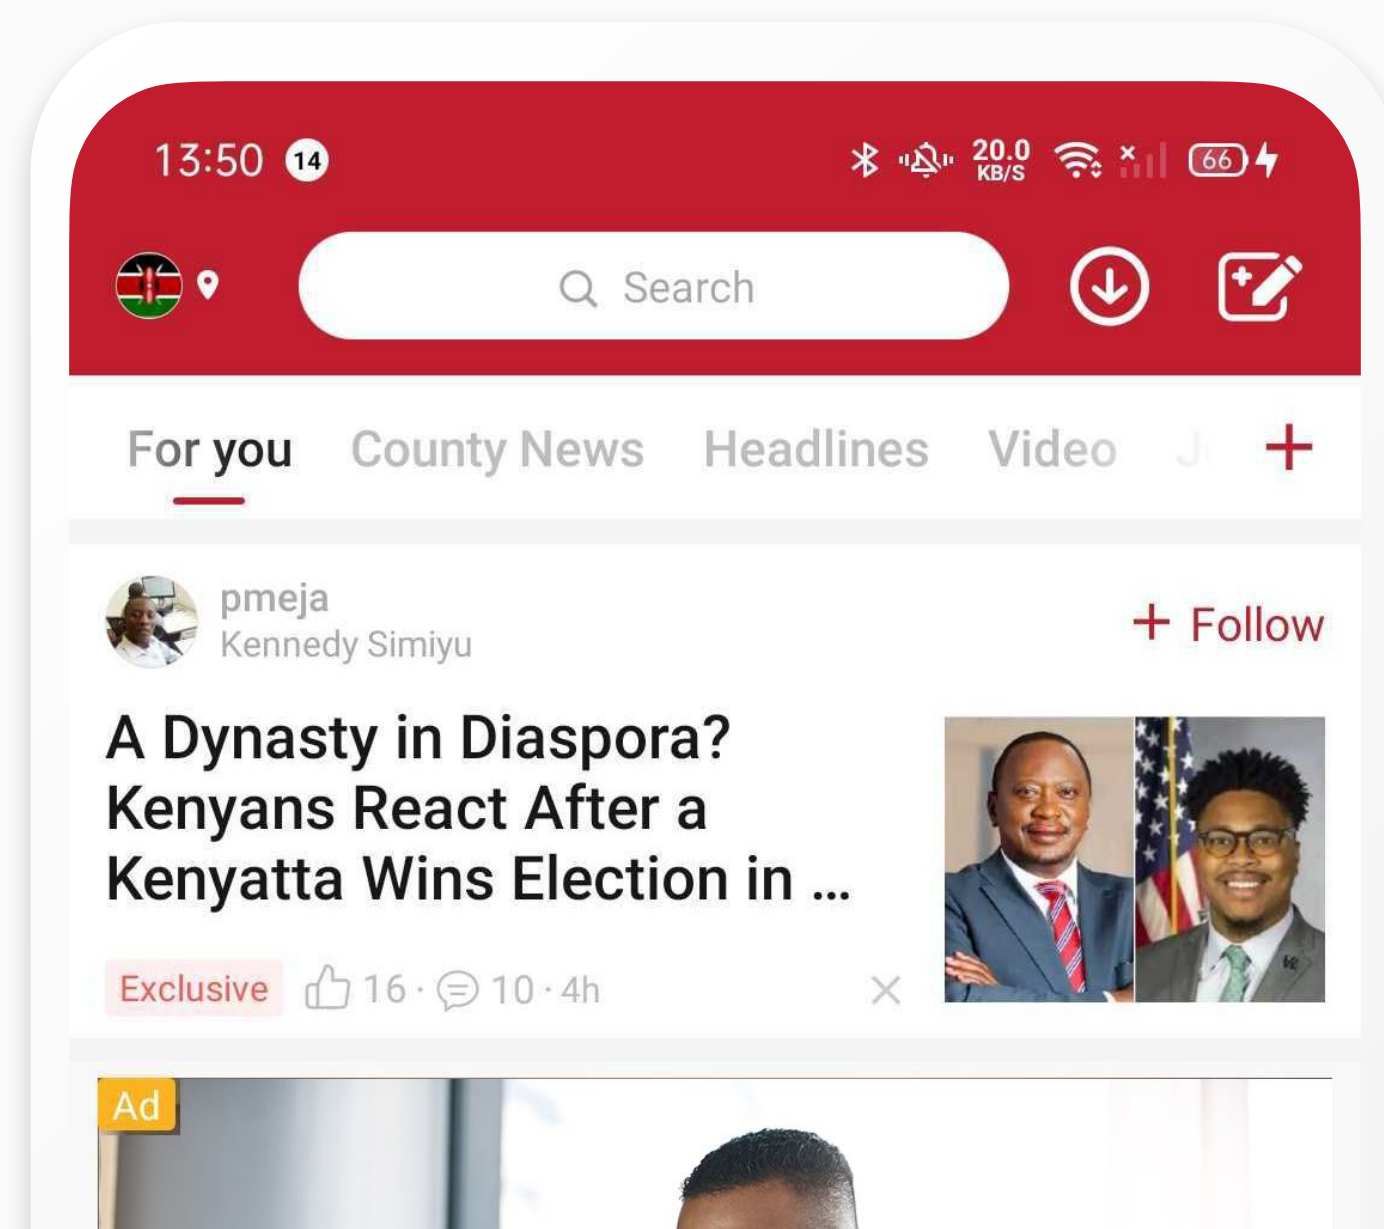 13:50 14 20.0 KB/S 66
Search
For you County News Headlines Video J
pmeja
Kennedy Simiyu
+ Follow
A Dynasty in Diaspora?
Kenyans React After a
Kenyatta Wins Election in ...
Exclusive 16 · 10 · 4h
Ad